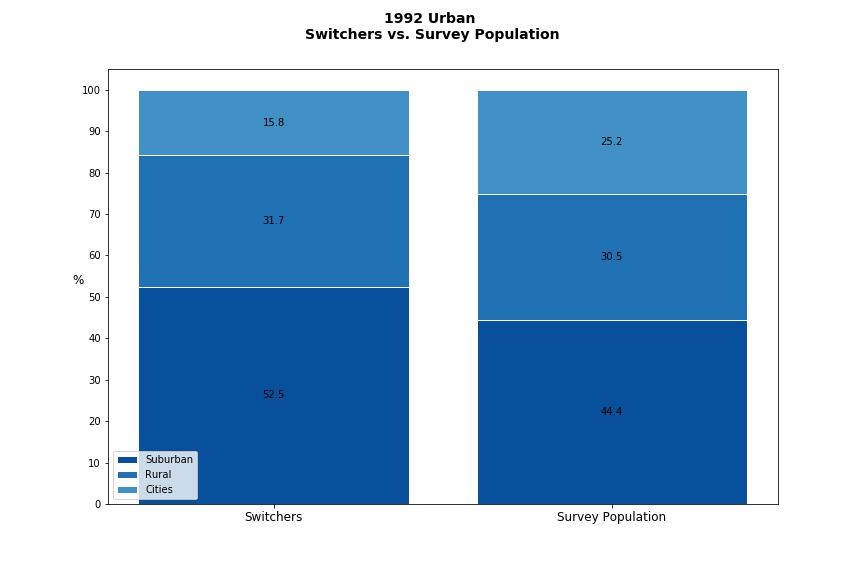 1992 Urban
Switchers vs. Survey Population
100
90
80
70
60
50
40
30
20
10
0
%
15.8
31.7
52.5
25.2
30.5
44.4
Suburban
Rural
Cities
Switchers
Survey Population